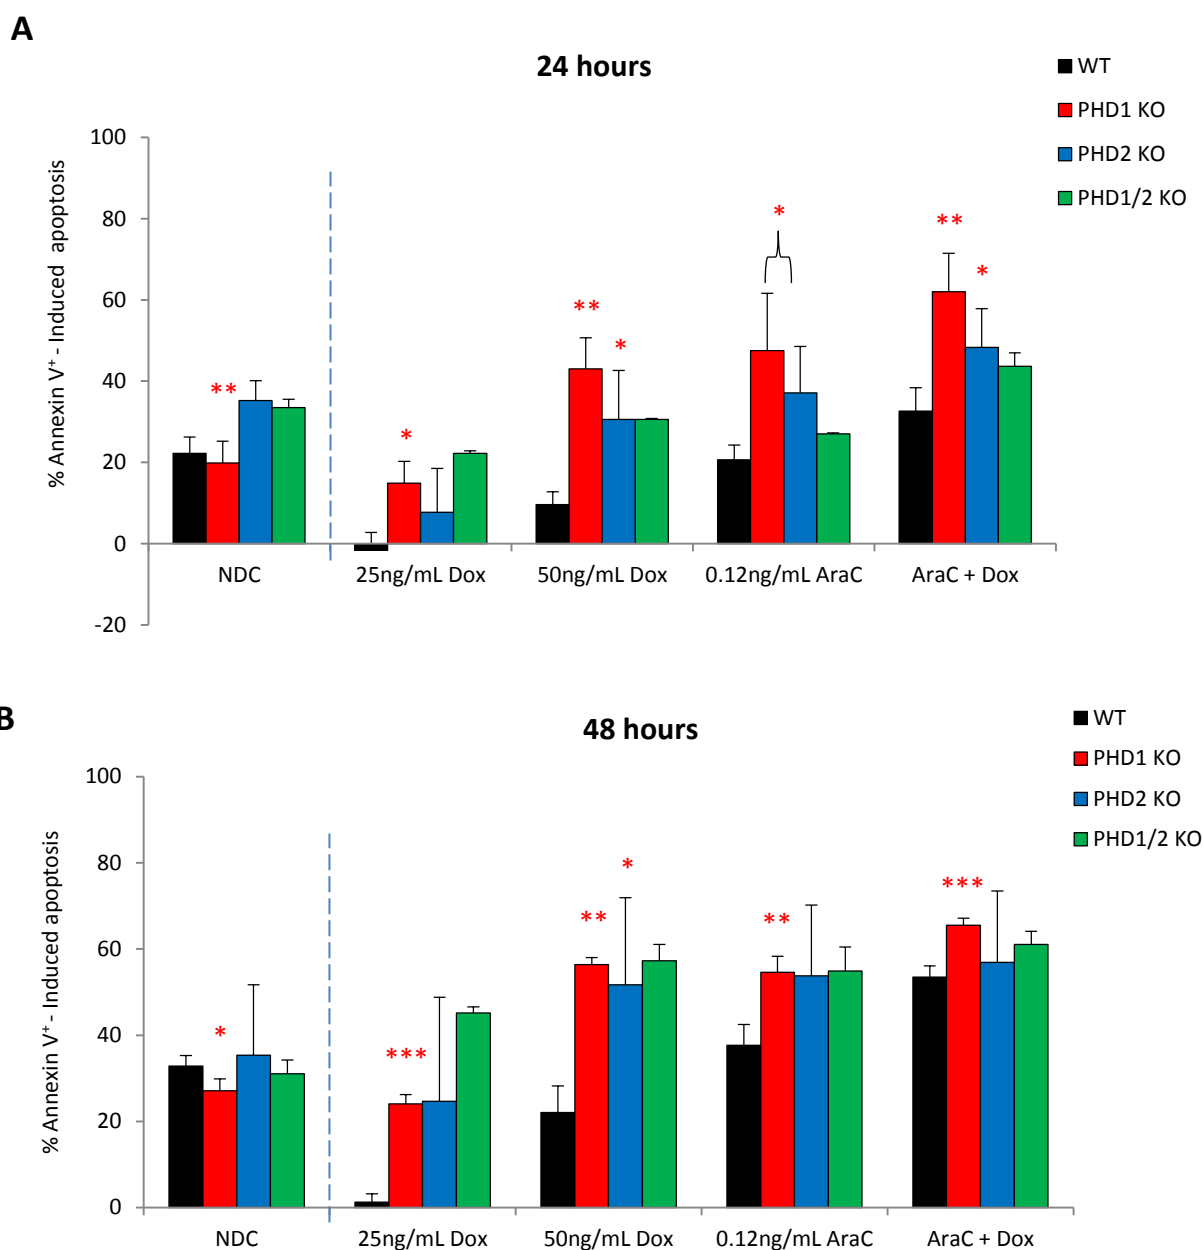 A
24 hours
WT
PHD1 KO
PHD2 KO
PHD1/2 KO
% Annexin V⁺ - Induced apoptosis
100
80
60
40
20
0
-20
**
*
**
*
*
**
*
NDC
25ng/mL Dox
50ng/mL Dox
0.12ng/mL AraC
AraC + Dox
B
48 hours
WT
PHD1 KO
PHD2 KO
PHD1/2 KO
% Annexin V⁺ - Induced apoptosis
100
80
60
40
20
0
*
***
**
*
**
***
NDC
25ng/mL Dox
50ng/mL Dox
0.12ng/mL AraC
AraC + Dox